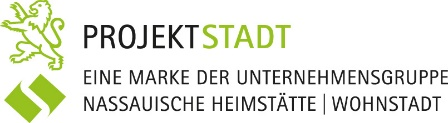 PROJEKTSTADT
EINE MARKE DER UNTERNEHMENSGRUPPE
NASSAUISCHE HEIMSTÄTTE | WOHNSTADT